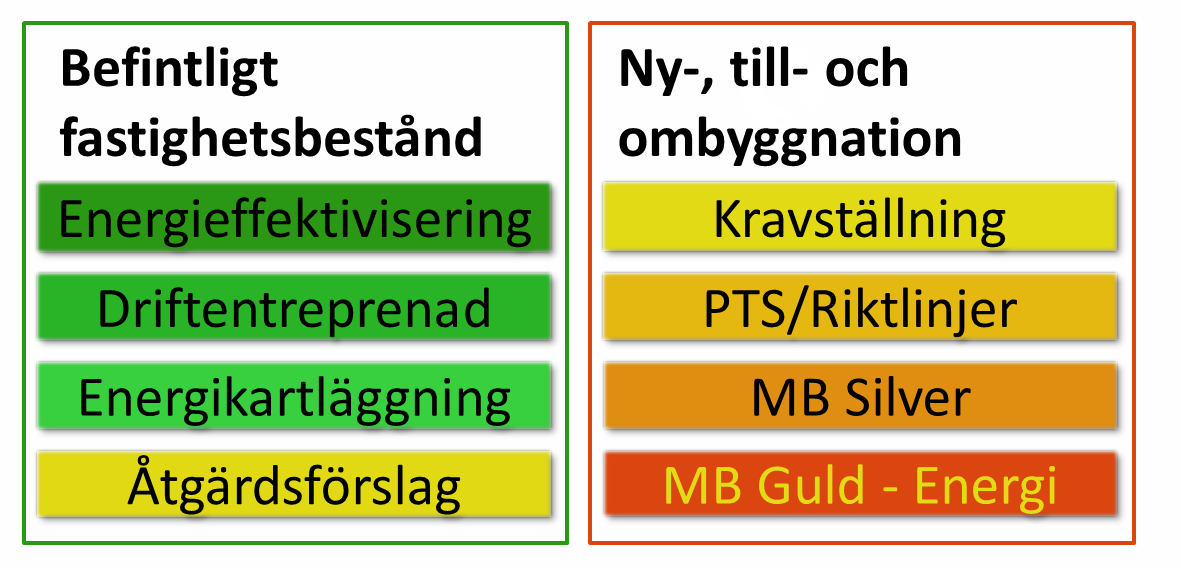 Befintligt
fastighetsbestånd
Energieffektivisering
Driftentreprenad
Energikartläggning
Åtgärdsförslag
Ny-, till- och
ombyggnation
Kravställning
PTS/Riktlinjer
MB Silver
MB Guld - Energi